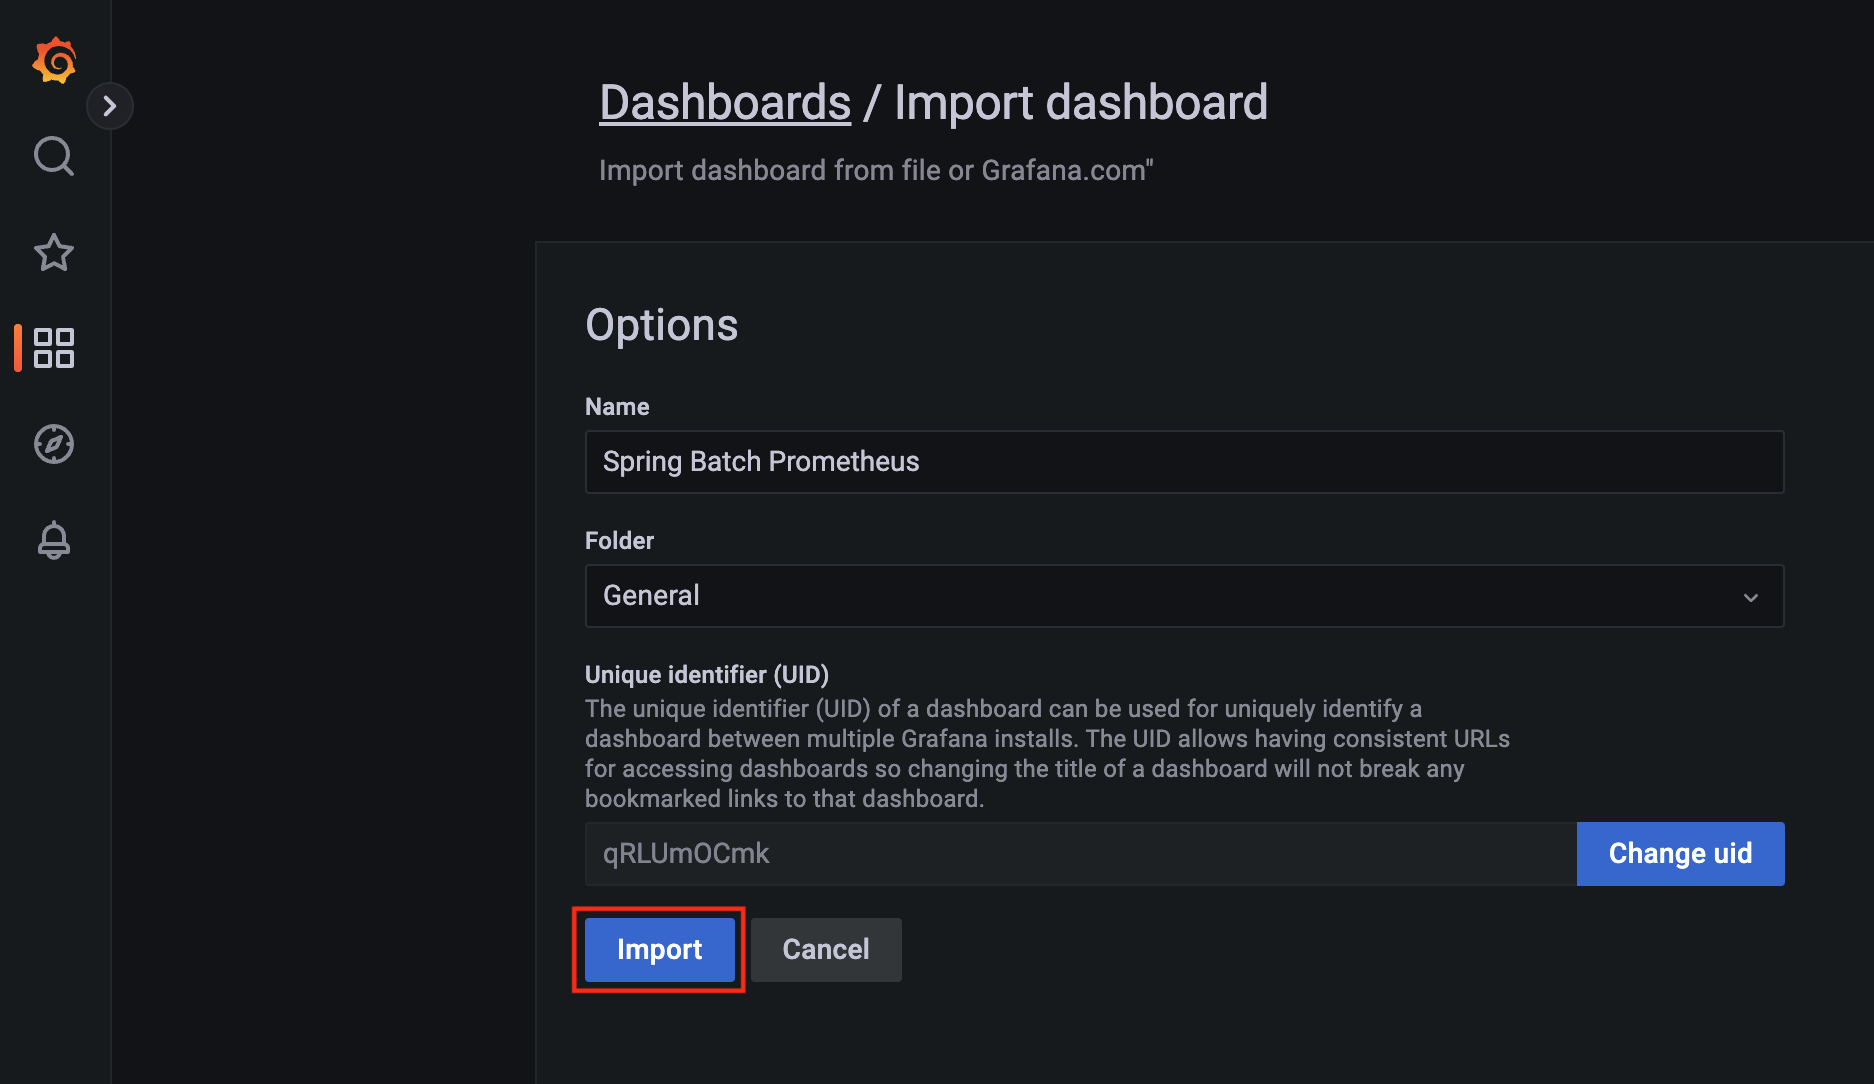 Dashboards / Import dashboard
Import dashboard from file or Grafana.com"
Options
Name
Spring Batch Prometheus
Folder
General
Unique identifier (UID)
The unique identifier (UID) of a dashboard can be used for uniquely identify a
dashboard between multiple Grafana installs. The UID allows having consistent URLs
for accessing dashboards so changing the title of a dashboard will not break any
bookmarked links to that dashboard.
qRLUmOCmk
Change uid
Import
Cancel